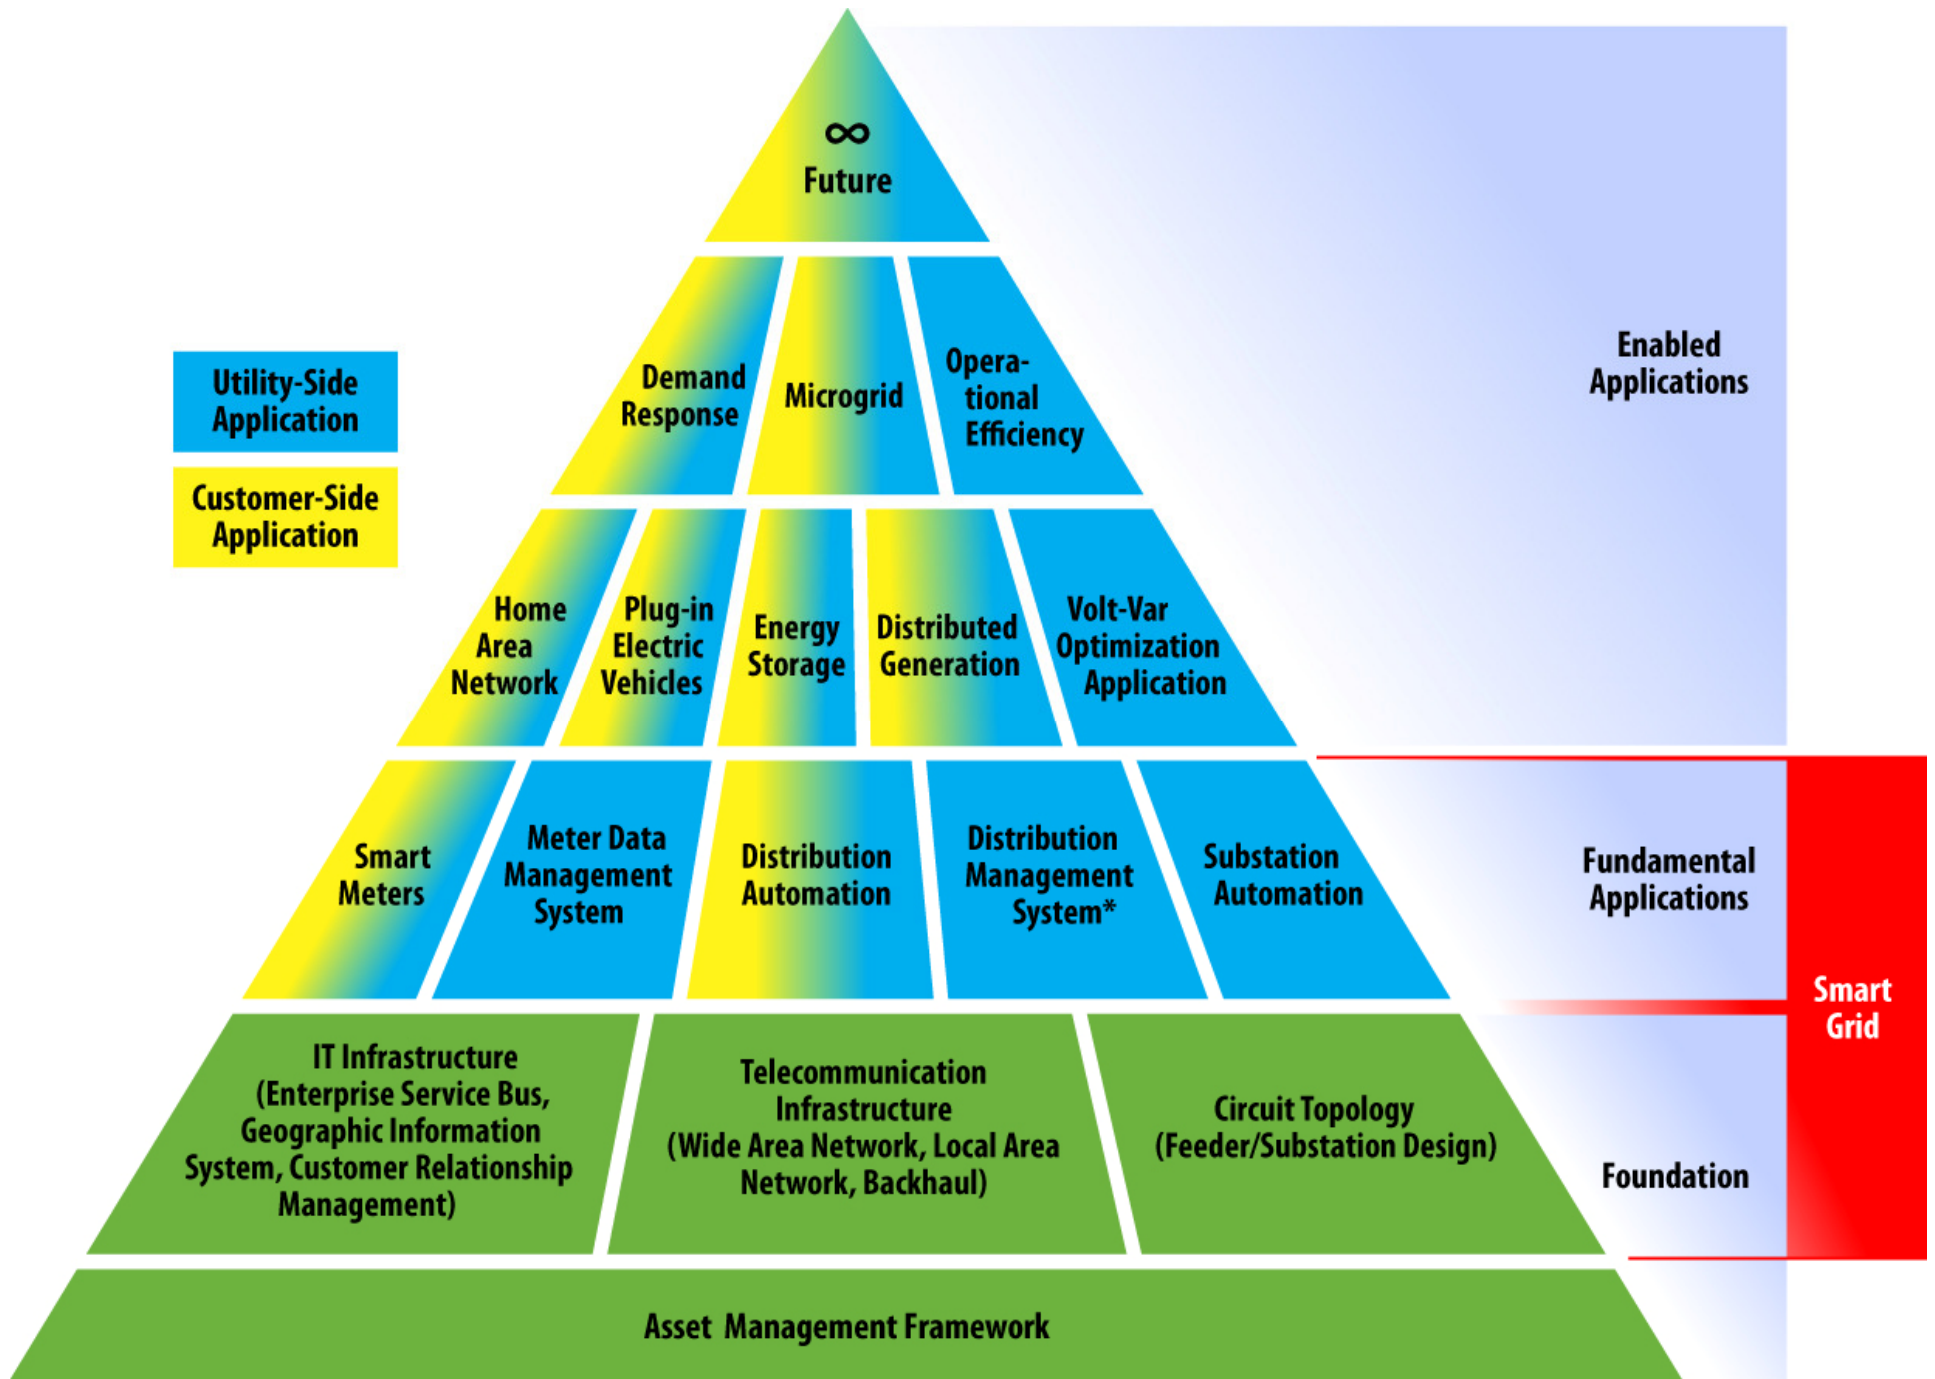 ∞
Future
Demand
Response
Microgrid
Opera-
tional
Efficiency
Enabled
Applications
Utility-Side
Application
Customer-Side
Application
Home
Area
Network
Plug-in
Electric
Vehicles
Energy
Storage
Distributed
Generation
Volt-Var
Optimization
Application
Smart
Meters
Meter Data
Management
System
Distribution
Automation
Distribution
Management
System*
Substation
Automation
Fundamental
Applications
Smart
Grid
IT Infrastructure
(Enterprise Service Bus,
Geographic Information
System, Customer Relationship
Management)
Telecommunication
Infrastructure
(Wide Area Network, Local Area
Network, Backhaul)
Circuit Topology
(Feeder/Substation Design)
Foundation
Asset Management Framework